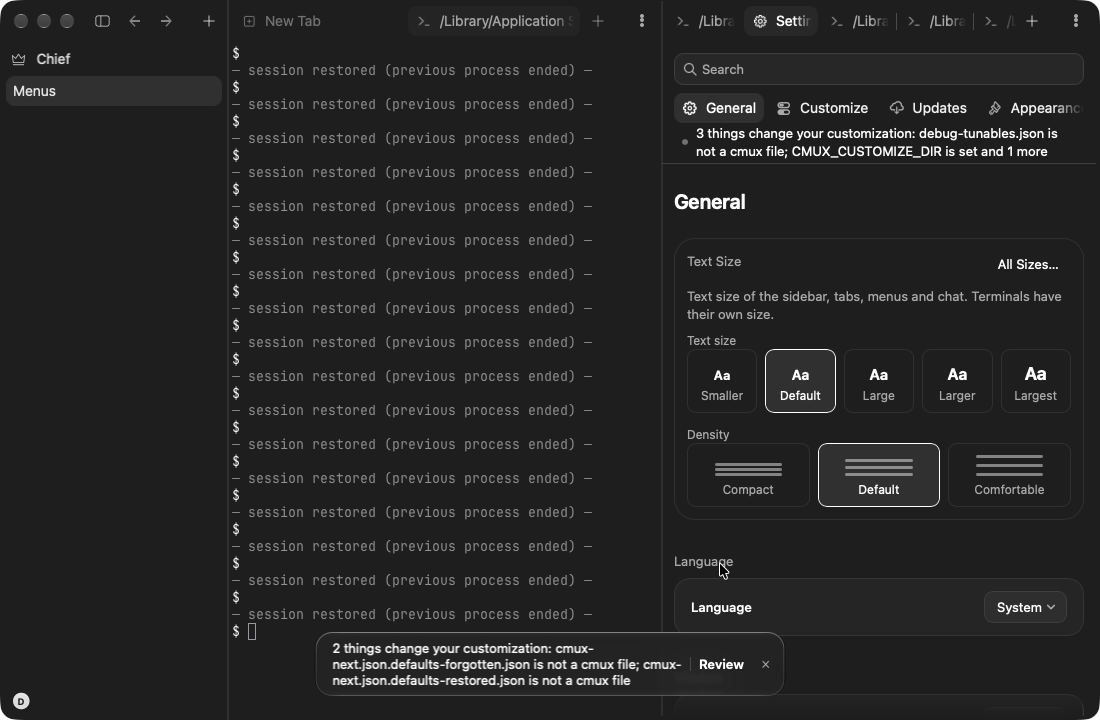 New Tab
/Library/Application
/Libra
Settin
/Libra
/Libra
Chief
Menus
$
— session restored (previous process ended) —
$
— session restored (previous process ended) —
$
— session restored (previous process ended) —
$
— session restored (previous process ended) —
$
— session restored (previous process ended) —
$
— session restored (previous process ended) —
$
— session restored (previous process ended) —
$
— session restored (previous process ended) —
$
— session restored (previous process ended) —
$
— session restored (previous process ended) —
$
— session restored (previous process ended) —
$
— session restored (previous process ended) —
$
— session restored (previous process ended) —
$
— session restored (previous process ended) —
$
— session restored (previous process ended) —
$
— session restored (previous process ended) —
$
— session restored (previous process ended) —
$
Search
General
Customize
Updates
Appearanc
3 things change your customization: debug-tunables.json is
not a cmux file; CMUX_CUSTOMIZE_DIR is set and 1 more
General
Text Size
All Sizes...
Text size of the sidebar, tabs, menus and chat. Terminals have
their own size.
Text size
Aa
Smaller
Aa
Default
Aa
Large
Aa
Larger
Aa
Largest
Density
Compact
Default
Comfortable
Language
Language
System
2 things change your customization: cmux-
next.json.defaults-forgotten.json is not a cmux file; cmux-
next.json.defaults-restored.json is not a cmux file
Review
D